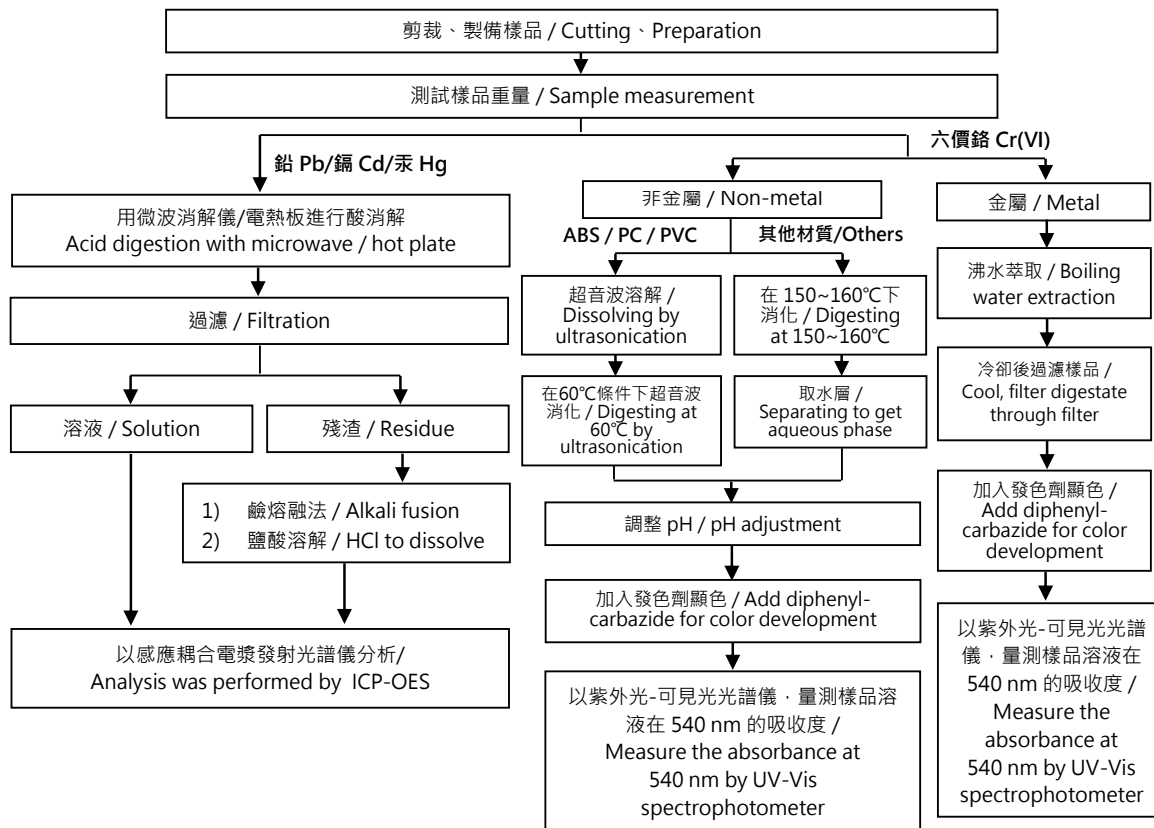 剪裁、製備樣品 / Cutting、Preparation
測試樣品重量 / Sample measurement
鉛 Pb/鎘 Cd/汞 Hg
六價鉻 Cr(VI)
用微波消解儀/電熱板進行酸消解
Acid digestion with microwave / hot plate
過濾 / Filtration
溶液 / Solution
殘渣 / Residue
1) 鹼熔融法 / Alkali fusion
2) 鹽酸溶解 / HCl to dissolve
以感應耦合電漿發射光譜儀分析/
Analysis was performed by ICP-OES
非金屬 / Non-metal
ABS / PC / PVC
其他材質/Others
超音波溶解 /
Dissolving by
ultrasonication
在60℃條件下超音波
消化 / Digesting at
60℃ by
ultrasonication
在 150~160℃下
消化 / Digesting
at 150~160℃
取水層 /
Separating to get
aqueous phase
調整 pH / pH adjustment
加入發色劑顯色 / Add diphenyl-
carbazide for color development
以紫外光-可見光光譜儀，量測樣品溶
液在 540 nm 的吸收度 /
Measure the absorbance at
540 nm by UV-Vis
spectrophotometer
金屬 / Metal
沸水萃取 / Boiling
water extraction
冷卻後過濾樣品 /
Cool, filter digestate
through filter
加入發色劑顯色 /
Add diphenyl-
carbazide for color
development
以紫外光-可見光光譜
儀，量測樣品溶液在
540 nm 的吸收度 /
Measure the
absorbance at
540 nm by UV-Vis
spectrophotometer